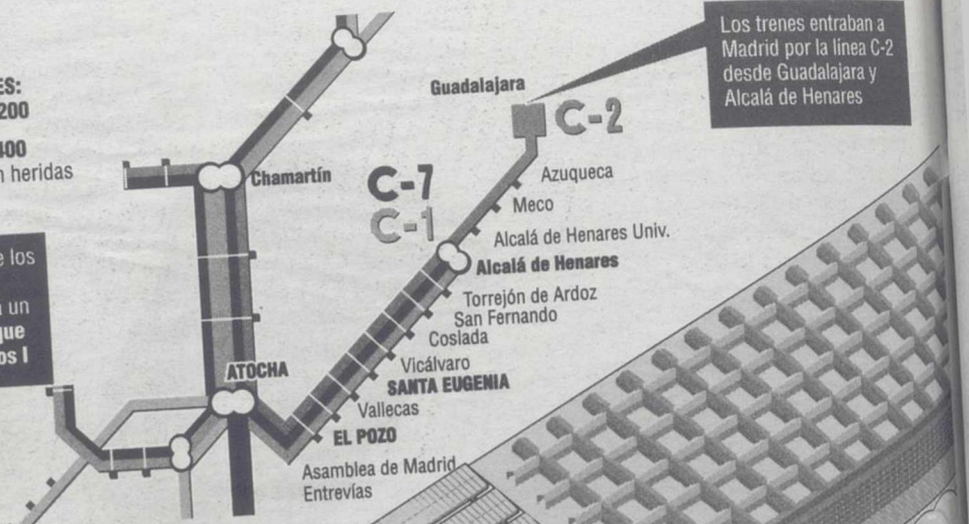 ES:
200
400
n heridas
e los
a un
que
os I
Chamartín
ATOCHA
C-7
C-1
Guadalajara
C-2
Los trenes entraban a
Madrid por la línea C-2
desde Guadalajara y
Alcalá de Henares
Azuqueca
Meco
Alcalá de Henares Univ.
Alcalá de Henares
Torrejón de Ardoz
San Fernando
Coslada
Vicálvaro
SANTA EUGENIA
Vallecas
EL POZO
Asamblea de Madrid
Entrevías